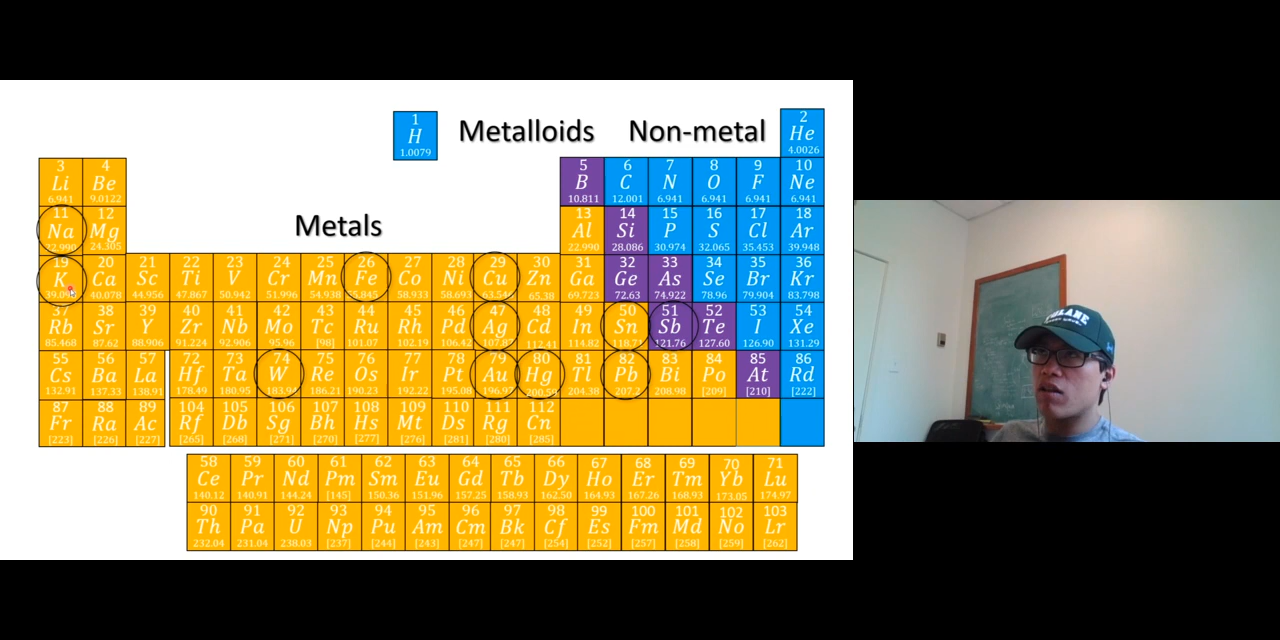 1
H
1.0079
Metalloids Non-metal
2
He
4.0026
3 4 5 6 7 8 9 10
Li Be B C N O F Ne
6.941 9.0122 10.811 12.001 6.941 6.941 6.941 6.941
Metals
11 12 13 14 15 16 17 18
Na Mg Al Si P S Cl Ar
22.990 24.305 22.990 28.086 30.974 32.065 35.453 39.948
19 20 21 22 23 24 25 26 27 28 29 30 31 32 33 34 35 36
K Ca Sc Ti V Cr Mn Fe Co Ni Cu Zn Ga Ge As Se Br Kr
40.078 44.956 47.867 50.942 51.996 54.938 55.845 58.933 58.693 63.546 65.38 69.723 72.63 74.922 78.96 79.904 83.798
37 38 39 40 41 42 43 44 45 46 47 48 49 50 51 52 53 54
Rb Sr Y Zr Nb Mo Tc Ru Rh Pd Ag Cd In Sn Sb Te I Xe
85.468 87.62 88.906 91.224 92.906 95.96 [98] 101.07 102.19 106.42 107.87 112.41 114.82 118.71 121.76 127.60 126.90 131.29
55 56 57 72 73 74 75 76 77 78 79 80 81 82 83 84 85 86
Cs Ba La Hf Ta W Re Os Ir Pt Au Hg Tl Pb Bi Po At Rd
132.91 137.33 138.91 178.49 180.95 183.94 186.21 190.23 192.22 195.08 196.97 200.59 204.38 207.2 208.98 [209] [210] [222]
87 88 89 104 105 106 107 108 109 110 111 112
Fr Ra Ac Rf Db Sg Bh Hs Mt Ds Rg Cn
[223] [226] [227] [265] [268] [271] [270] [277] [276] [281] [280] [285]
58 59 60 61 62 63 64 65 66 67 68 69 70 71
Ce Pr Nd Pm Sm Eu Gd Tb Dy Ho Er Tm Yb Lu
140.12 140.91 144.24 [145] 150.36 151.96 157.25 158.93 162.50 164.93 167.26 168.93 173.05 174.97
90 91 92 93 94 95 96 97 98 99 100 101 102 103
Th Pa U Np Pu Am Cm Bk Cf Es Fm Md No Lr
232.04 231.04 238.03 [237] [244] [243] [247] [247] [254] [252] [257] [258] [259] [262]